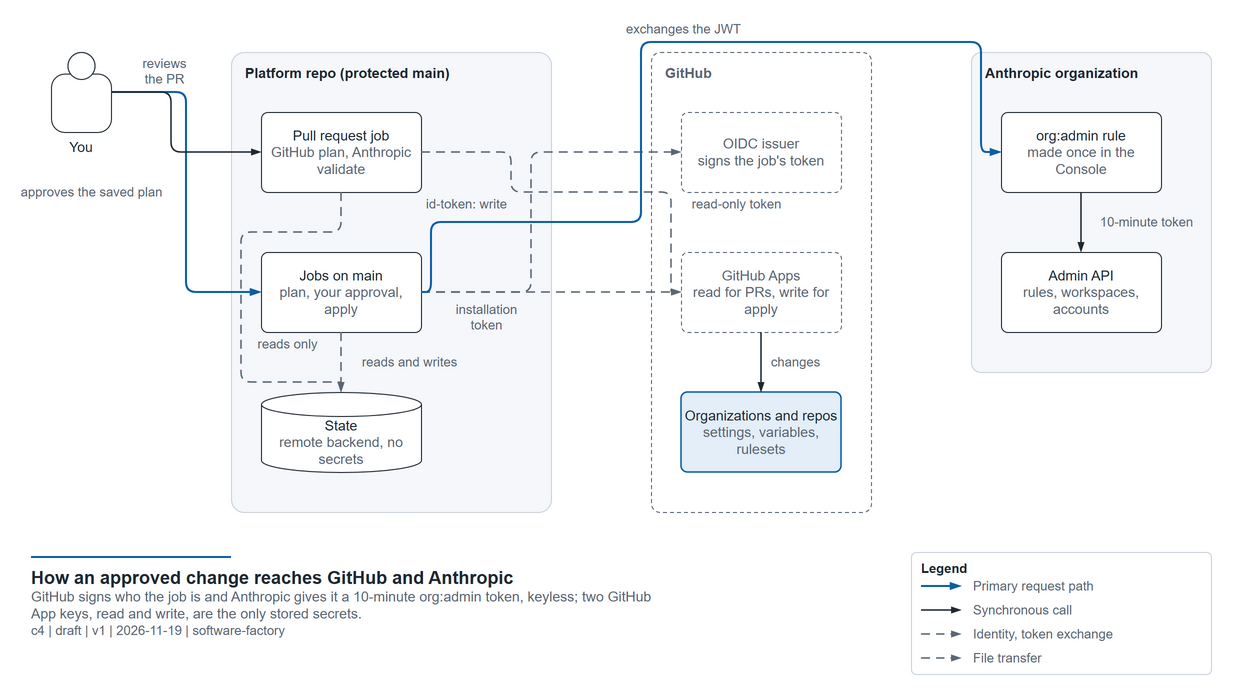 exchanges the JWT
reviews
the PR
You
approves the saved plan
Platform repo (protected main)
Pull request job
GitHub plan, Anthropic
validate
id-token: write
Jobs on main
plan, your approval,
apply
installation
token
reads only
reads and writes
State
remote backend, no
secrets
GitHub
OIDC issuer
signs the job's token
read-only token
GitHub Apps
read for PRs, write for
apply
changes
Organizations and repos
settings, variables,
rulesets
Anthropic organization
org:admin rule
made once in the
Console
10-minute token
Admin API
rules, workspaces,
accounts
How an approved change reaches GitHub and Anthropic
GitHub signs who the job is and Anthropic gives it a 10-minute org:admin token, keyless; two GitHub
App keys, read and write, are the only stored secrets.
c4 | draft | v1 | 2026-11-19 | software-factory
Legend
Primary request path
Synchronous call
Identity, token exchange
File transfer